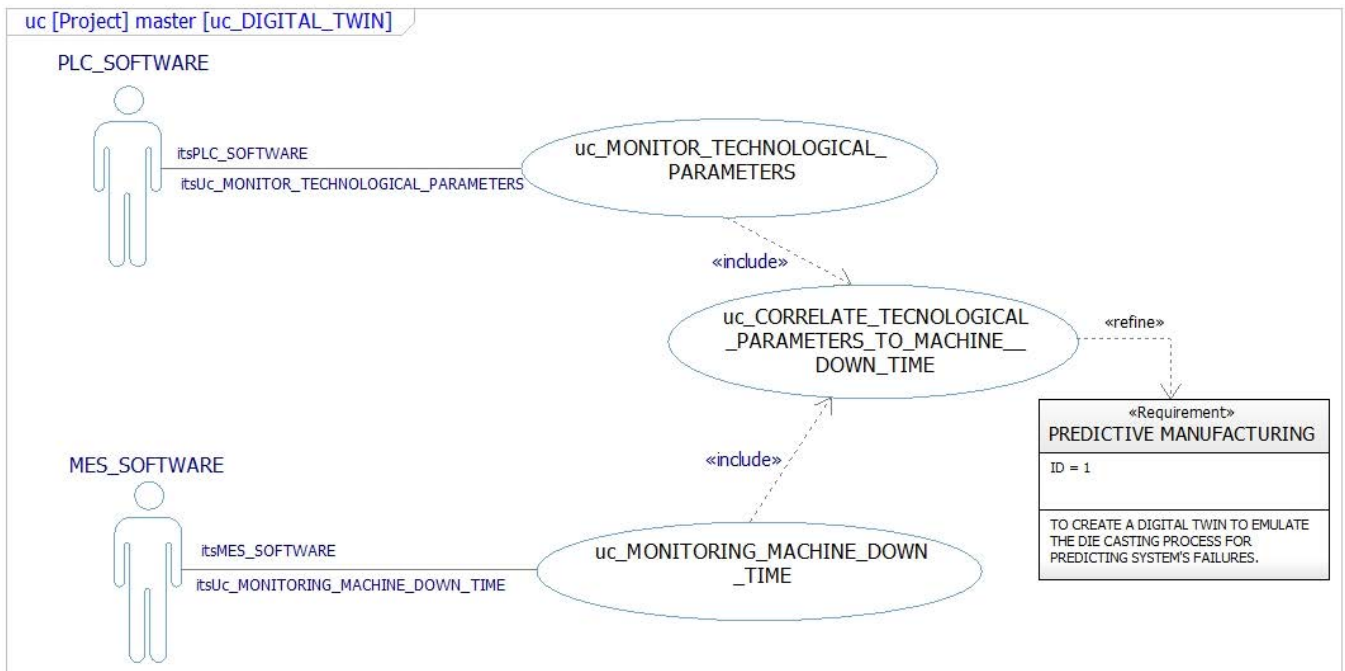 uc [Project] master [uc_DIGITAL_TWIN]
PLC_SOFTWARE
itsPLC_SOFTWARE
itsUc_MONITOR_TECHNOLOGICAL_PARAMETERS
uc_MONITOR_TECHNOLOGICAL_
PARAMETERS
«include»
uc_CORRELATE_TECNOLOGICAL
_PARAMETERS_TO_MACHINE__
DOWN_TIME
«refine»
«Requirement»
PREDICTIVE MANUFACTURING
ID = 1
TO CREATE A DIGITAL TWIN TO EMULATE
THE DIE CASTING PROCESS FOR
PREDICTING SYSTEM'S FAILURES.
«include»
MES_SOFTWARE
itsMES_SOFTWARE
itsUc_MONITORING_MACHINE_DOWN_TIME
uc_MONITORING_MACHINE_DOWN
_TIME